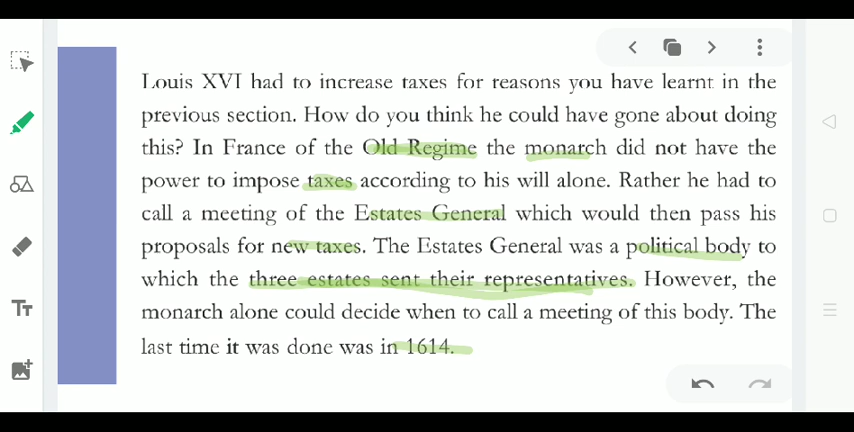 Louis XVI had to increase taxes for reasons you have learnt in the
previous section. How do you think he could have gone about doing
this? In France of the Old Regime the monarch did not have the
power to impose taxes according to his will alone. Rather he had to
call a meeting of the Estates General which would then pass his
proposals for new taxes. The Estates General was a political body to
which the three estates sent their representatives. However, the
monarch alone could decide when to call a meeting of this body. The
last time it was done was in 1614.
Tт